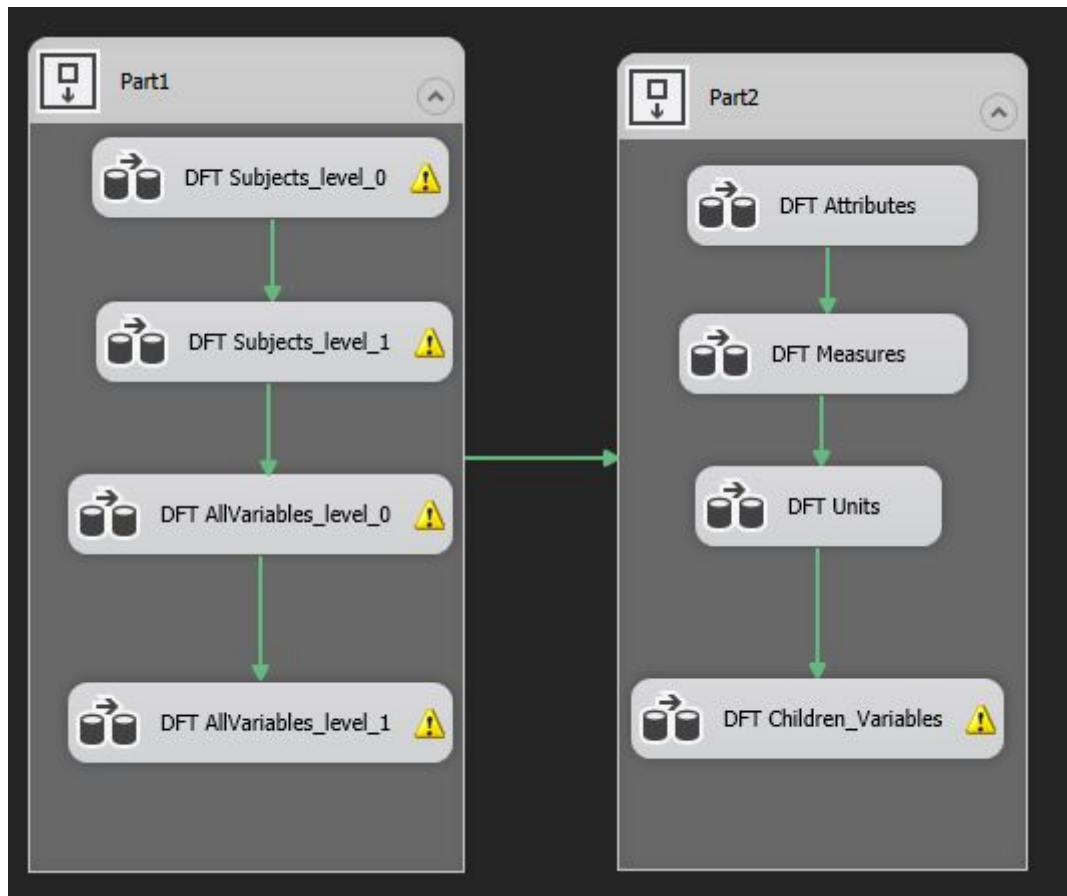 Part1
DFT Subjects_level_0
DFT Subjects_level_1
DFT AllVariables_level_0
DFT AllVariables_level_1
Part2
DFT Attributes
DFT Measures
DFT Units
DFT Children_Variables